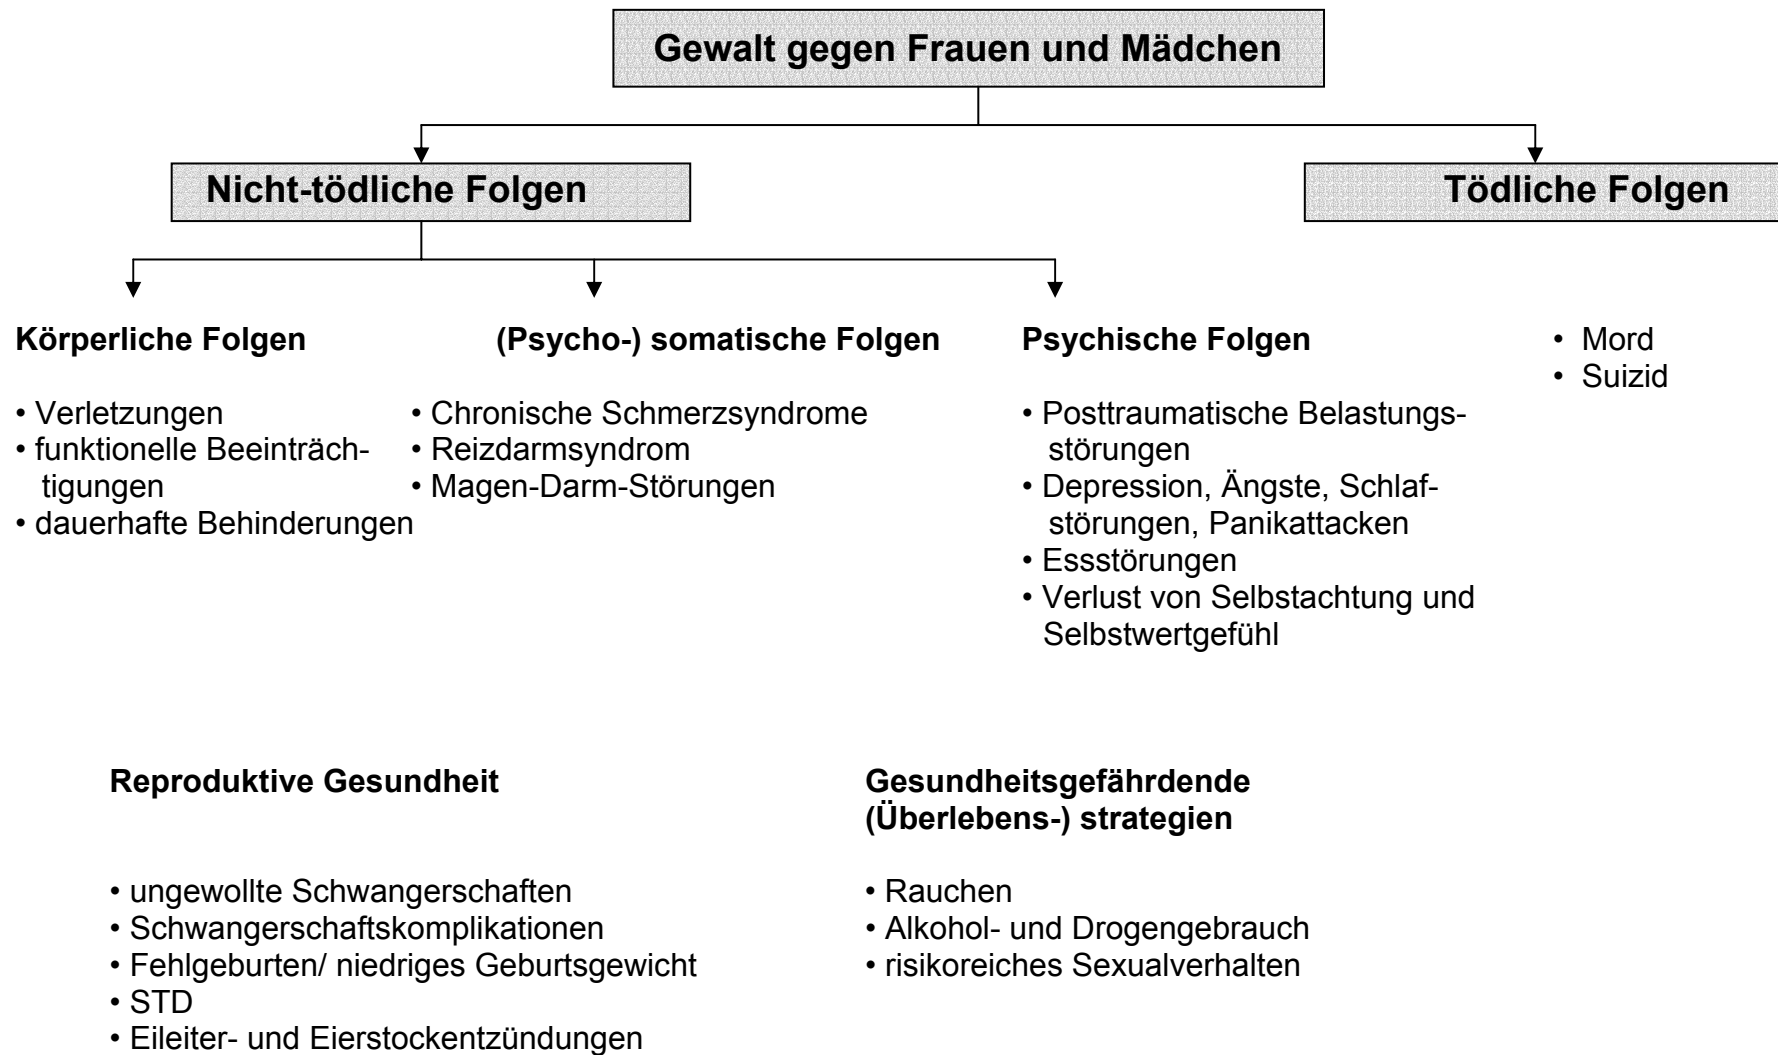 Gewalt gegen Frauen und Mädchen
Nicht-tödliche Folgen
Tödliche Folgen
Körperliche Folgen
• Verletzungen
• funktionelle Beeinträch-
tigungen
• dauerhafte Behinderungen
(Psycho-) somatische Folgen
• Chronische Schmerzsyndrome
• Reizdarmsyndrom
• Magen-Darm-Störungen
Psychische Folgen
• Posttraumatische Belastungs-
störungen
• Depression, Ängste, Schlaf-
störungen, Panikattacken
• Essstörungen
• Verlust von Selbstachtung und
Selbstwertgefühl
• Mord
• Suizid
Reproduktive Gesundheit
• ungewollte Schwangerschaften
• Schwangerschaftskomplikationen
• Fehlgeburten/ niedriges Geburtsgewicht
• STD
• Eileiter- und Eierstockentzündungen
Gesundheitsgefährdende
(Überlebens-) strategien
• Rauchen
• Alkohol- und Drogengebrauch
• risikoreiches Sexualverhalten